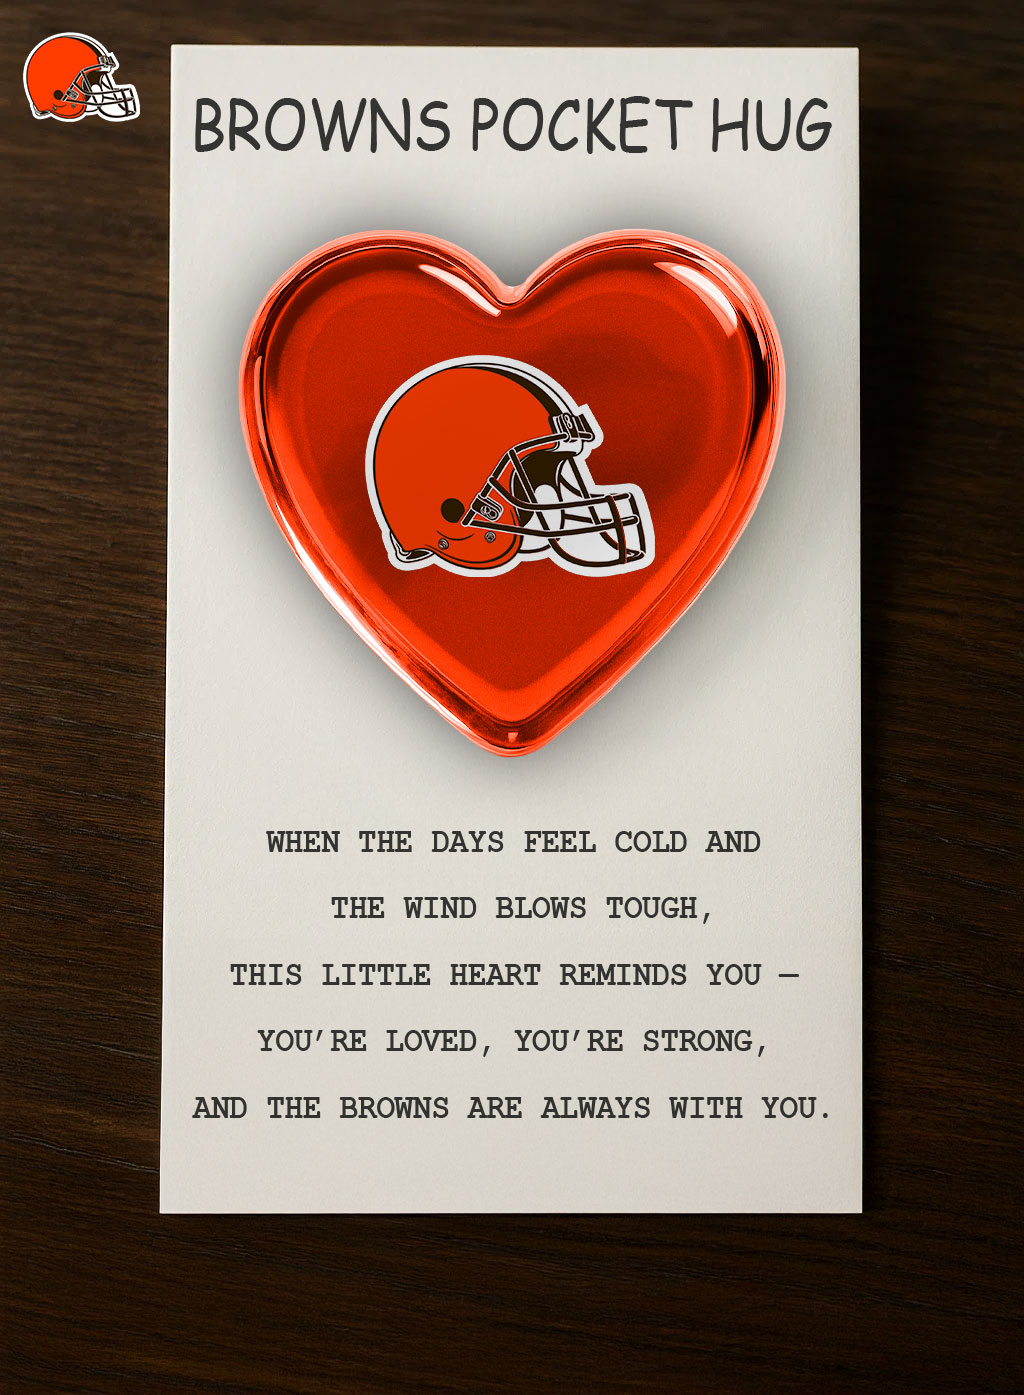 BROWNS POCKET HUG
WHEN THE DAYS FEEL COLD AND
THE WIND BLOWS TOUGH,
THIS LITTLE HEART REMINDS YOU —
YOU’RE LOVED, YOU’RE STRONG,
AND THE BROWNS ARE ALWAYS WITH YOU.